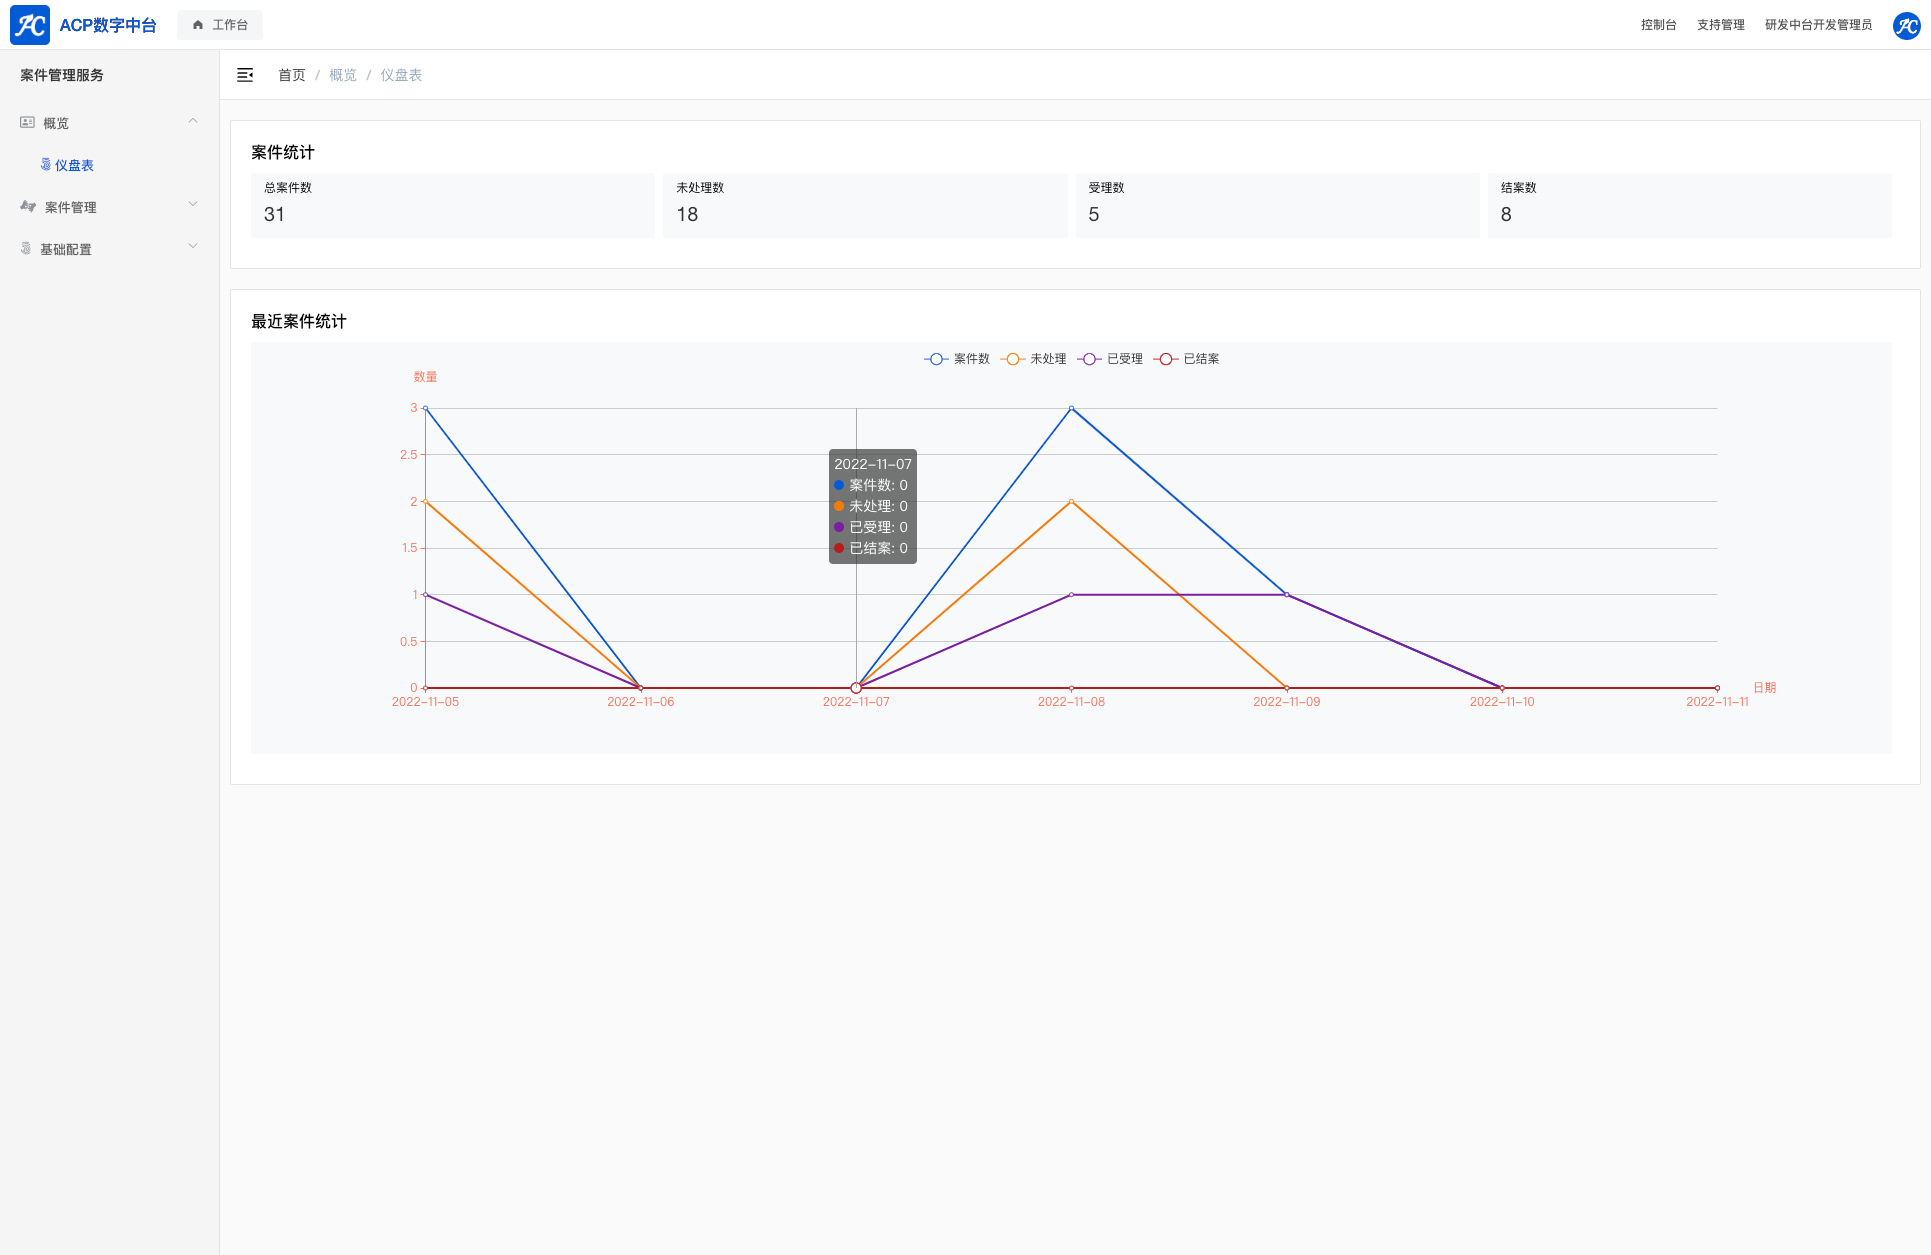 ACP数字中台
工作台
控制台
支持管理
研发中台开发管理员
案件管理服务
概览
仪盘表
案件管理
基础配置
首页 / 概览 / 仪盘表
案件统计
总案件数
31
未处理数
18
受理数
5
结案数
8
最近案件统计
案件数 未处理 已受理 已结案
数量
3
2.5
2
1.5
1
0.5
0
2022-11-07
案件数: 0
未处理: 0
已受理: 0
已结案: 0
2022-11-05 2022-11-06 2022-11-07 2022-11-08 2022-11-09 2022-11-10 2022-11-11
日期